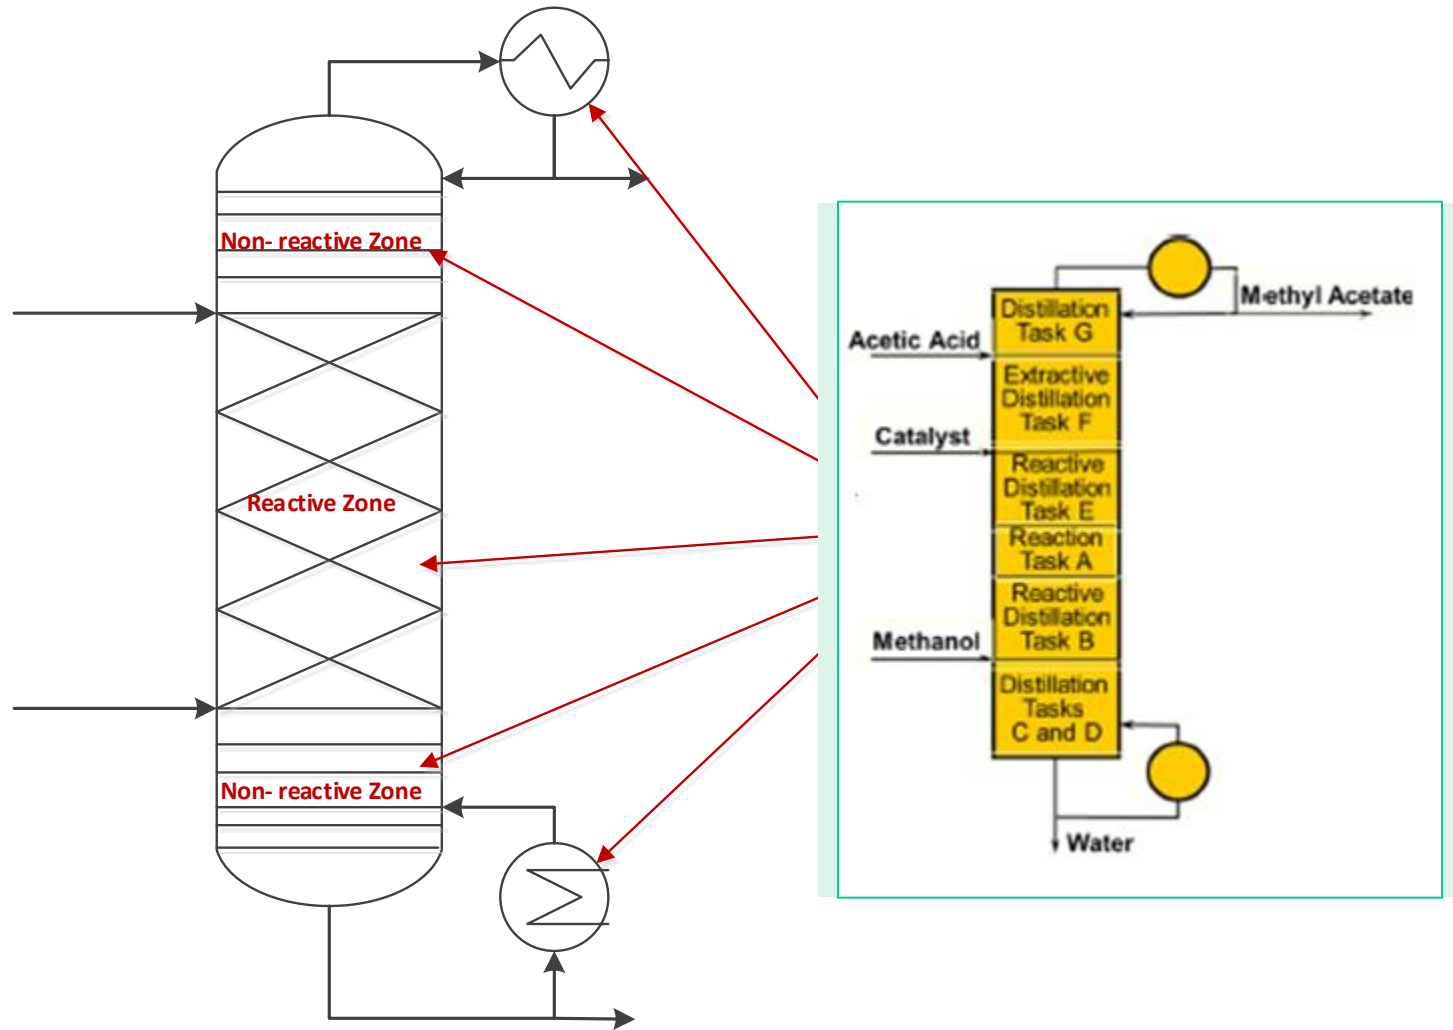 Non- reactive Zone
Reactive Zone
Non- reactive Zone
Methyl Acetate
Distillation
Task G
Acetic Acid
Extractive
Distillation
Task F
Catalyst
Reactive
Distillation
Task E
Reaction
Task A
Reactive
Distillation
Task B
Methanol
Distillation
Tasks
C and D
Water